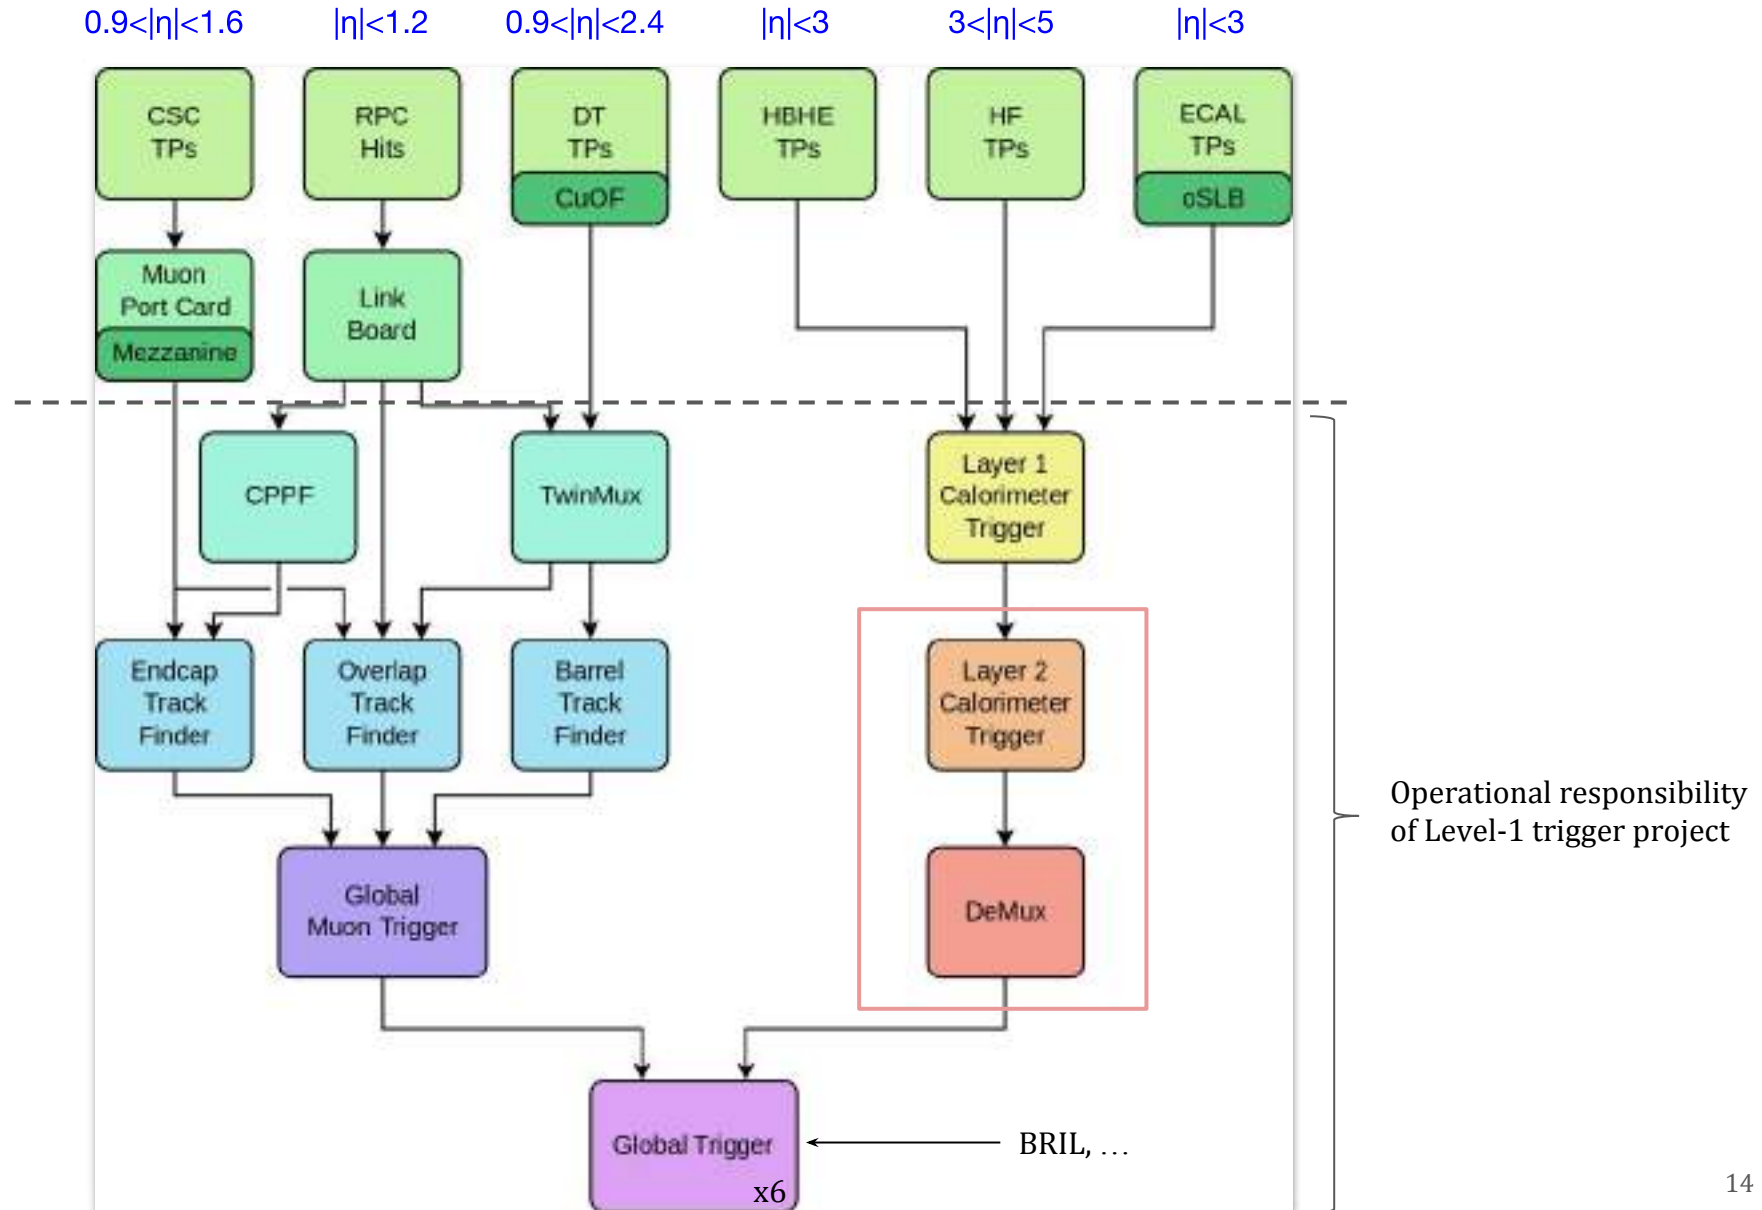 0.9<|η|<1.6
|η|<1.2
0.9<|η|<2.4
|η|<3
3<|η|<5
|η|<3
CSC
TPs
RPC
Hits
DT
TPs
CuOF
HBHE
TPs
HF
TPs
ECAL
TPs
oSLB
Muon
Port Card
Mezzanine
Link
Board
CPPF
TwinMux
Layer 1
Calorimeter
Trigger
Endcap
Track
Finder
Overlap
Track
Finder
Barrel
Track
Finder
Layer 2
Calorimeter
Trigger
Operational responsibility
of Level-1 trigger project
Global
Muon Trigger
DeMux
Global Trigger
x6
BRIL, …
14